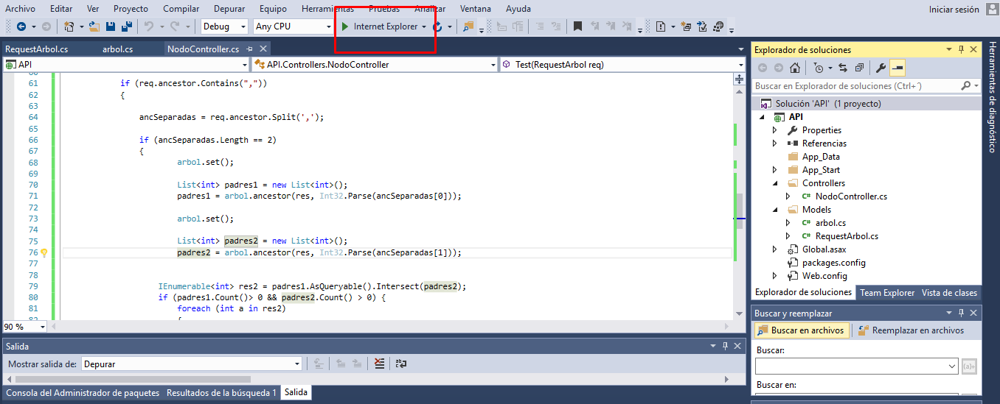 Archivo Editar Ver Proyecto Compilar Depurar Equipo Herramientas Pruebas Analizar Ventana Ayuda Iniciar sesión
Debug Any CPU Internet Explorer
RequestArbol.cs arbol.cs NodoController.cs
API API.Controllers.NodoController Test(RequestArbol req)
61 if (req.ancestor.Contains(","))
62 {
63
64 ancSeparadas = req.ancestor.Split(',');
65
66 if (ancSeparadas.Length == 2)
67 {
68 arbol.set();
69
70 List<int> padres1 = new List<int>();
71 padres1 = arbol.ancestor(res, Int32.Parse(ancSeparadas[0]));
72
73 arbol.set();
74
75 List<int> padres2 = new List<int>();
76 padres2 = arbol.ancestor(res, Int32.Parse(ancSeparadas[1]));
77
78
79 IEnumerable<int> res2 = padres1.AsQueryable().Intersect(padres2);
80 if (padres1.Count()> 0 && padres2.Count() > 0) {
81 foreach (int a in res2)
82 {
90 %
Salida
Mostrar salida de: Depurar
Consola del Administrador de paquetes Resultados de la búsqueda 1 Salida
Explorador de soluciones
Buscar en Explorador de soluciones (Ctrl+´)
Solución 'API' (1 proyecto)
API
Properties
Referencias
App_Data
App_Start
Controllers
C# NodoController.cs
Models
C# arbol.cs
C# RequestArbol.cs
Global.asax
packages.config
Web.config
Explorador de soluciones Team Explorer Vista de clases
Buscar y reemplazar
Buscar en archivos Reemplazar en archivos
Buscar:
(a)+
Buscar en:
Herramientas de diagnóstico